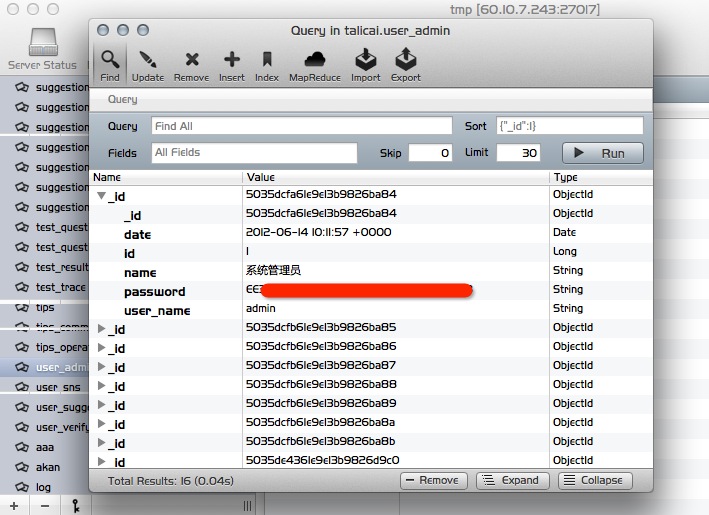 tmp [60.10.7.243:27017]
Query in talicai.user_admin
Server Status
Find Update Remove Insert Index MapReduce Import Export
Query
Query Find All Sort {"_id":1}
Fields All Fields Skip 0 Limit 30 Run
Name Value Type
_id 5035dcfa61e9e13b9826ba84 ObjectId
_id 5035dcfa61e9e13b9826ba84 ObjectId
date 2012-06-14 10:11:57 +0000 Date
id 1 Long
name 系统管理员 String
password String
user_name admin String
_id 5035dcfb61e9e13b9826ba85 ObjectId
_id 5035dcfb61e9e13b9826ba86 ObjectId
_id 5035dcfb61e9e13b9826ba87 ObjectId
_id 5035dcfb61e9e13b9826ba88 ObjectId
_id 5035dcfb61e9e13b9826ba89 ObjectId
_id 5035dcfb61e9e13b9826ba8a ObjectId
_id 5035dcfb61e9e13b9826ba8b ObjectId
_id 5035de4361e9e13b9826d9c0 ObjectId
Total Results: 16 (0.04s) Remove Expand Collapse
suggestion
suggestion
suggestion
suggestion
suggestion
suggestion
suggestion
test_quest
test_quest
test_result
test_trace
tips
tips_comm
tips_opera
user_admi
user_sns
user_sugg
user_verify
aaa
akan
log